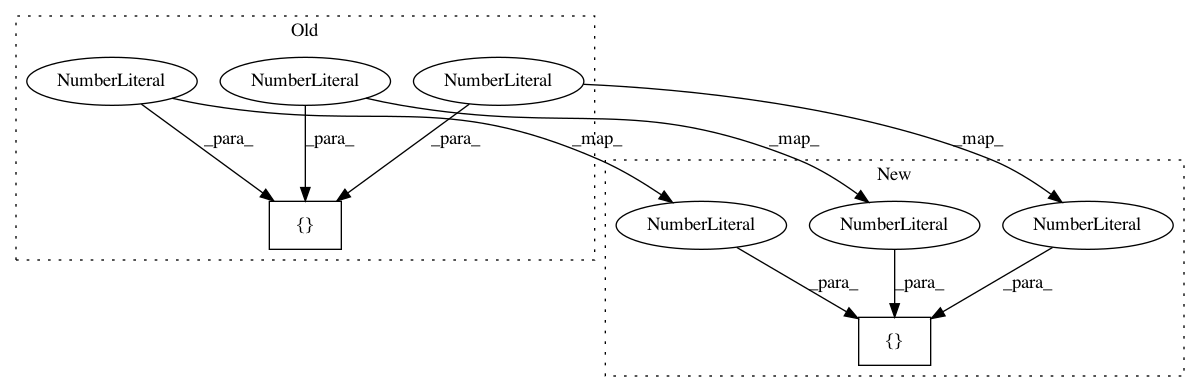 Old
NumberLiteral NumberLiteral NumberLiteral
_para_ _para_ _para_ _map_ _map_ _map_
New
{} NumberLiteral NumberLiteral NumberLiteral
_para_ _para_ _para_
{}